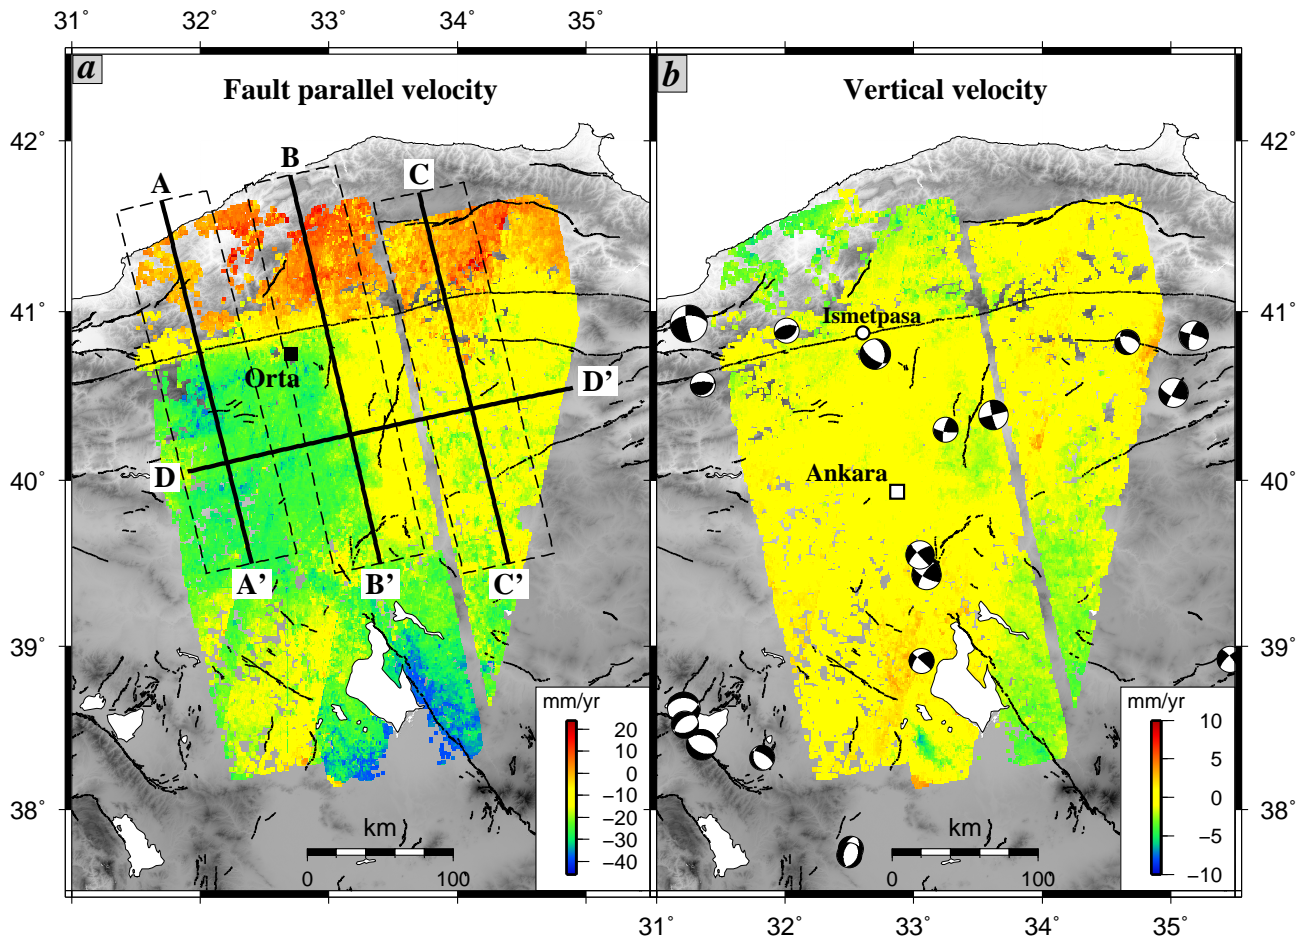 31° 32° 33° 34° 35°
a
Fault parallel velocity
b
Vertical velocity
42°
42°
A
B
C
41°
41°
Ismetpasa
Orta
D'
D
Ankara
40°
40°
A'
B'
C'
39°
39°
mm/yr
20
10
0
−10
−20
−30
−40
mm/yr
10
5
0
−5
−10
38°
38°
km
0 100
km
0 100
31° 32° 33° 34° 35°